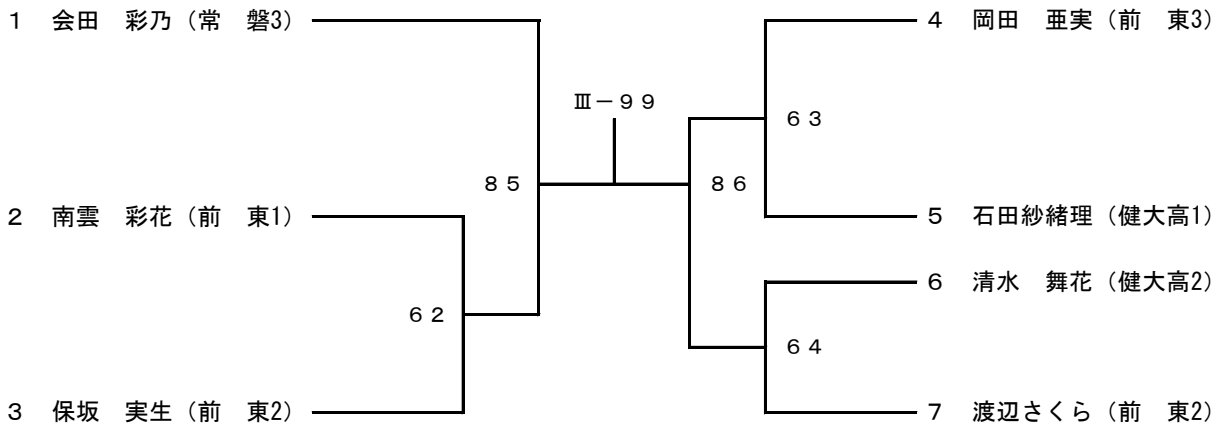 1 会田 彩乃（常 磐3）
2 南雲 彩花（前 東1）
3 保坂 実生（前 東2）
62
85
Ⅲ－９９
86
63
64
4 岡田 亜実（前 東3）
5 石田紗緒理（健大高1）
6 清水 舞花（健大高2）
7 渡辺さくら（前 東2）